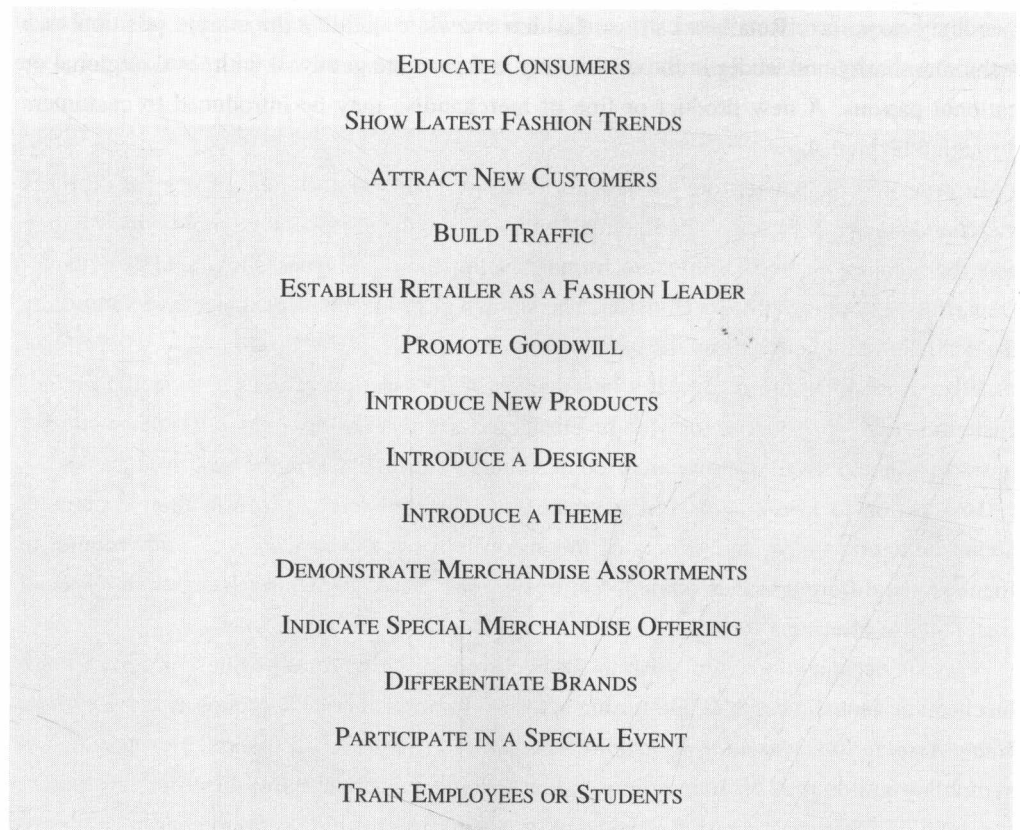 EDUCATE CONSUMERS
SHOW LATEST FASHION TRENDS
ATTRACT NEW CUSTOMERS
BUILD TRAFFIC
ESTABLISH RETAILER AS A FASHION LEADER
PROMOTE GOODWILL
INTRODUCE NEW PRODUCTS
INTRODUCE A DESIGNER
INTRODUCE A THEME
DEMONSTRATE MERCHANDISE ASSORTMENTS
INDICATE SPECIAL MERCHANDISE OFFERING
DIFFERENTIATE BRANDS
PARTICIPATE IN A SPECIAL EVENT
TRAIN EMPLOYEES OR STUDENTS